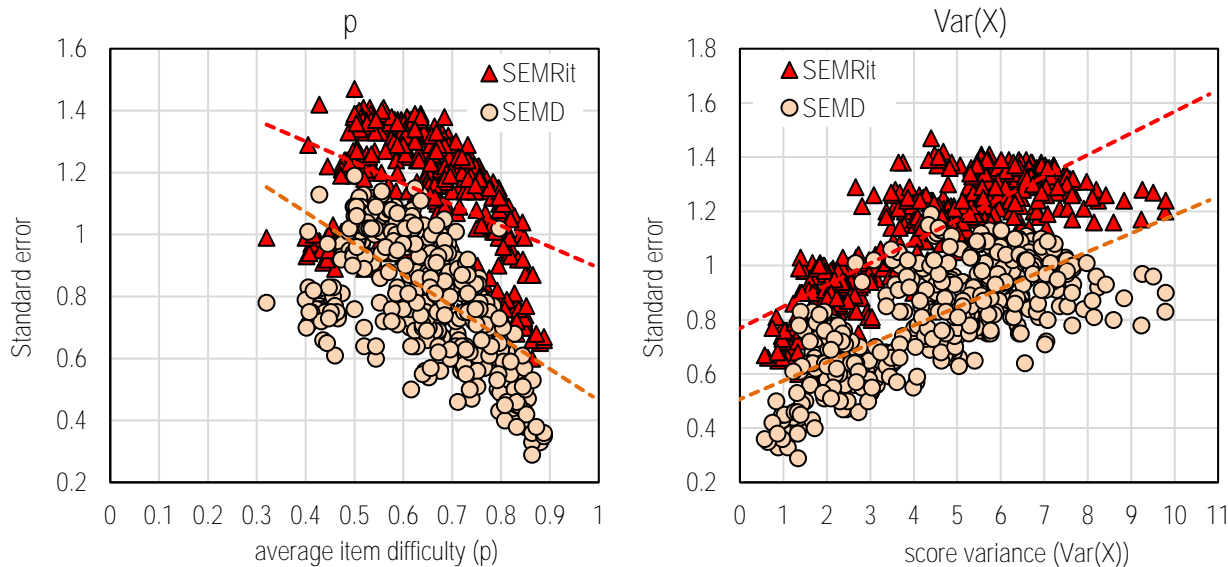 p
1.6
1.4
1.2
1
0.8
0.6
0.4
0.2
Standard error
SEMRit
SEMD
0 0.1 0.2 0.3 0.4 0.5 0.6 0.7 0.8 0.9 1
average item difficulty (p)
Var(X)
1.8
1.6
1.4
1.2
1
0.8
0.6
0.4
0.2
Standard error
SEMRit
SEMD
0 1 2 3 4 5 6 7 8 9 10 11
score variance (Var(X))